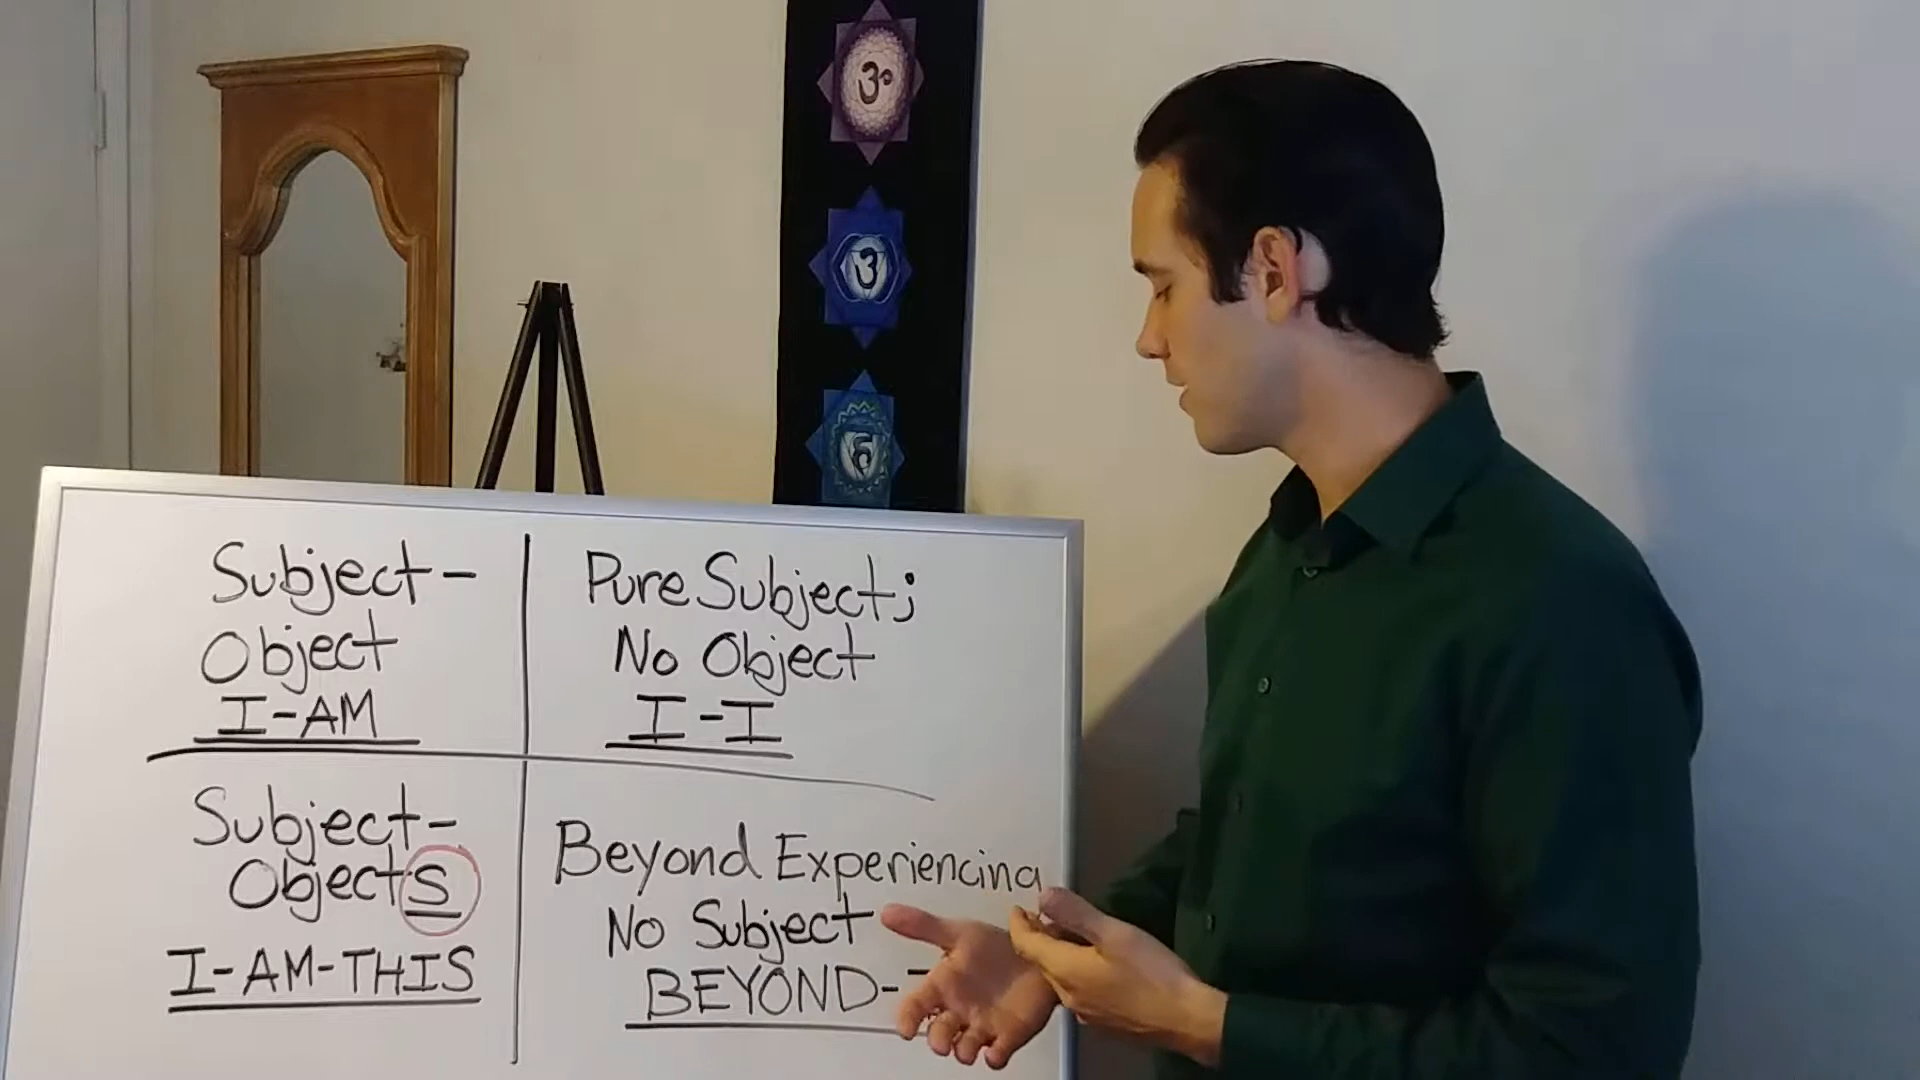 ॐ
Subject-
Object
I-AM
Pure Subject;
No Object
I-I
Subject-
Objects
I-AM-THIS
Beyond Experiencing
No Subject
BEYOND-